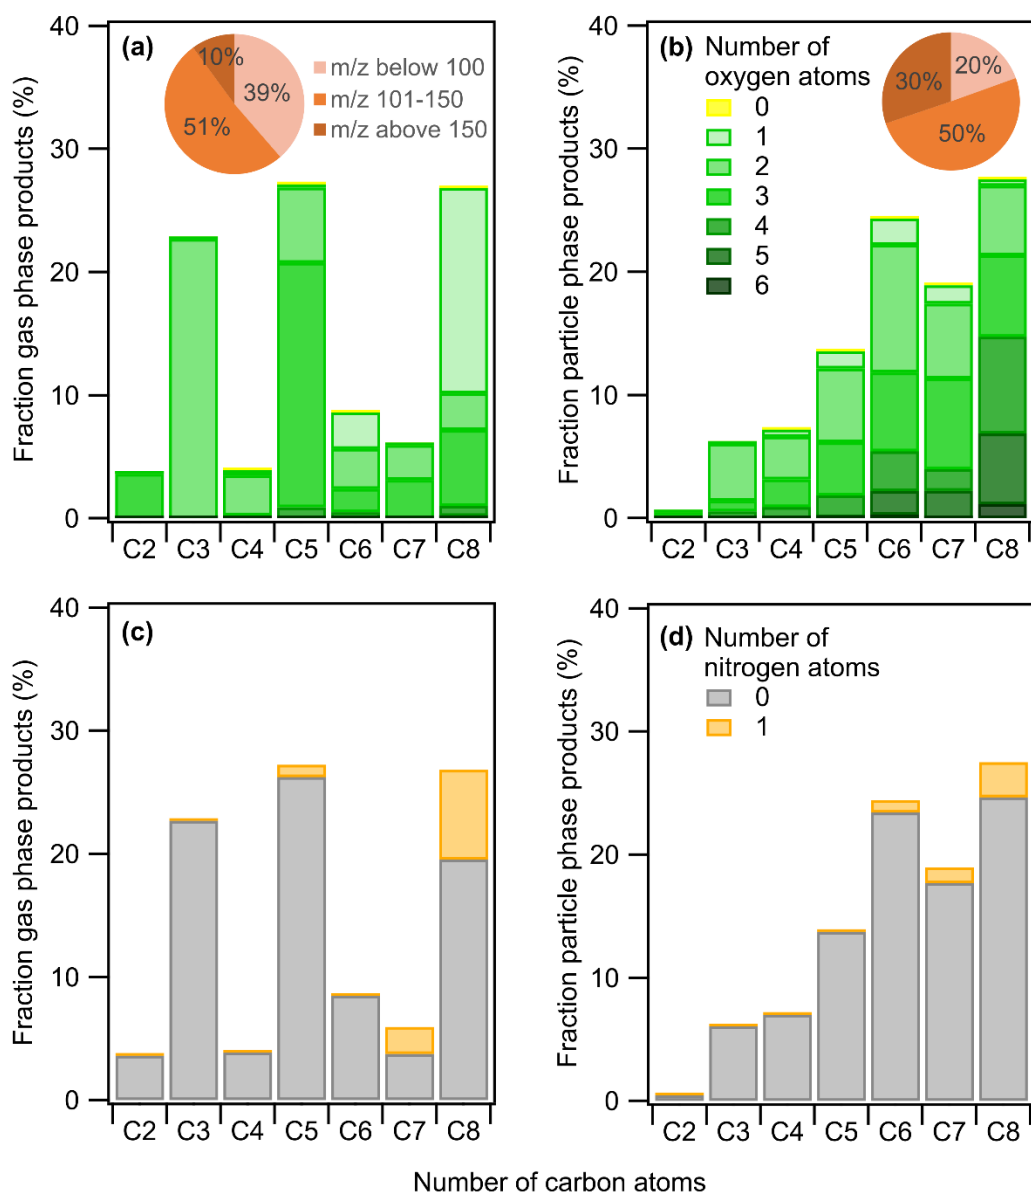 (a)
10%
39%
51%
m/z below 100
m/z 101-150
m/z above 150
Fraction gas phase products (%)
40
30
20
10
0
C2 C3 C4 C5 C6 C7 C8
(b)
Number of
oxygen atoms
0
1
2
3
4
5
6
20%
30%
50%
Fraction particle phase products (%)
40
30
20
10
0
C2 C3 C4 C5 C6 C7 C8
(c)
Fraction gas phase products (%)
40
30
20
10
0
C2 C3 C4 C5 C6 C7 C8
(d)
Number of
nitrogen atoms
0
1
Fraction particle phase products (%)
40
30
20
10
0
C2 C3 C4 C5 C6 C7 C8
Number of carbon atoms